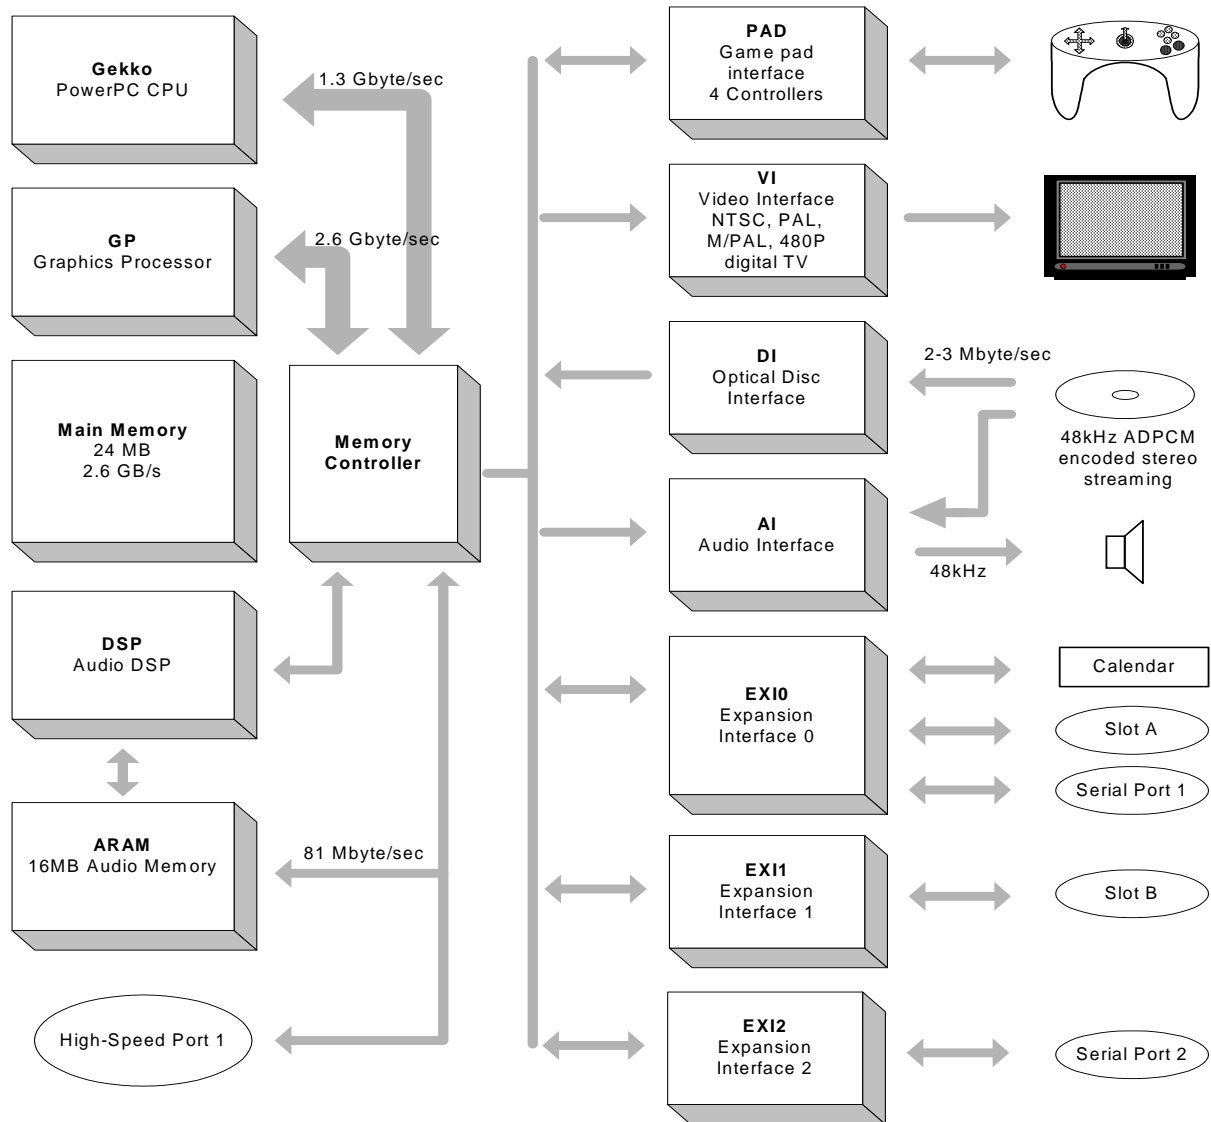 Gekko
PowerPC CPU
1.3 Gbyte/sec
GP
Graphics Processor
2.6 Gbyte/sec
Main Memory
24 MB
2.6 GB/s
Memory
Controller
DSP
Audio DSP
ARAM
16MB Audio Memory
81 Mbyte/sec
High-Speed Port 1
PAD
Game pad
interface
4 Controllers
VI
Video Interface
NTSC, PAL,
M/PAL, 480P
digital TV
DI
Optical Disc
Interface
2-3 Mbyte/sec
48kHz ADPCM
encoded stereo
streaming
AI
Audio Interface
48kHz
EXI0
Expansion
Interface 0
Calendar
Slot A
Serial Port 1
EXI1
Expansion
Interface 1
Slot B
EXI2
Expansion
Interface 2
Serial Port 2